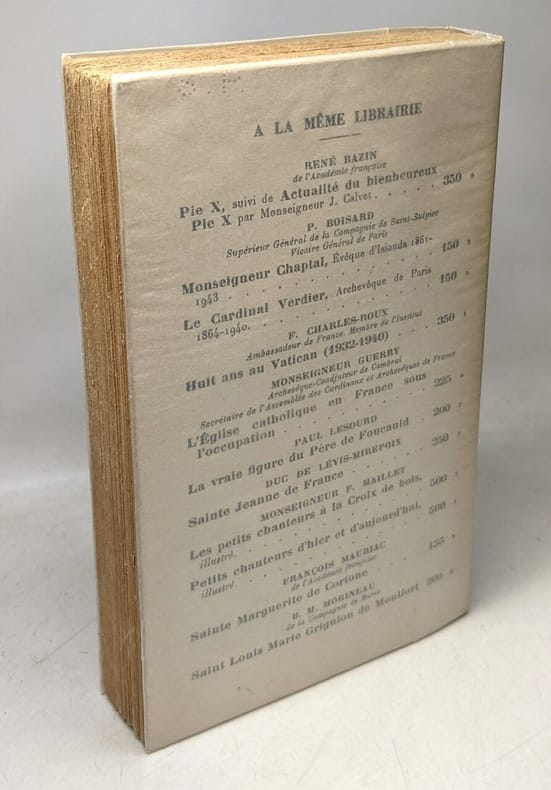 A LA MÊME LIBRAIRIE
RENÉ BAZIN
de l'Académie française
Pie X, suivi de Actualité du bienheureux
Pie X par Monseigneur J. Calvet. . . . . 350 »
P. BOISARD
Supérieur Général de la Compagnie de Saint-Sulpice
Vicaire Général de Paris
Monseigneur Chaptal, Évêque d'Isionda 1861-
1943 . . . . . . . . . . . . 150 »
Le Cardinal Verdier, Archevêque de Paris
1864-1940. . . . . . . . . . . . 150 »
F. CHARLES-ROUX
Ambassadeur de France, Membre de l'Institut
Huit ans au Vatican (1932-1940) . . . 350 »
MONSEIGNEUR GUERRY
Archevêque-Coadjuteur de Cambrai
Secrétaire de l'Assemblée des Cardinaux et Archevêques de France
L'Église catholique en France sous
l'occupation . . . . . . . . . . 225 »
PAUL LESOURD
La vraie figure du Père de Foucauld . 200 »
DUC DE LÉVIS-MIREPOIX
Sainte Jeanne de France . . . . . . 250 »
MONSEIGNEUR F. MAILLET
Les petits chanteurs à la Croix de bois,
illustré. . . . . . . . . . . . 500 »
Petits chanteurs d'hier et d'aujourd'hui,
illustré. . . . . . . . . . . . 500 »
FRANÇOIS MAURIAC
de l'Académie française
Sainte Marguerite de Cortone . . . 435 »
B. M. MORINEAU
de la Compagnie de Marie
Saint Louis Marie Grignion de Montfort 200 »